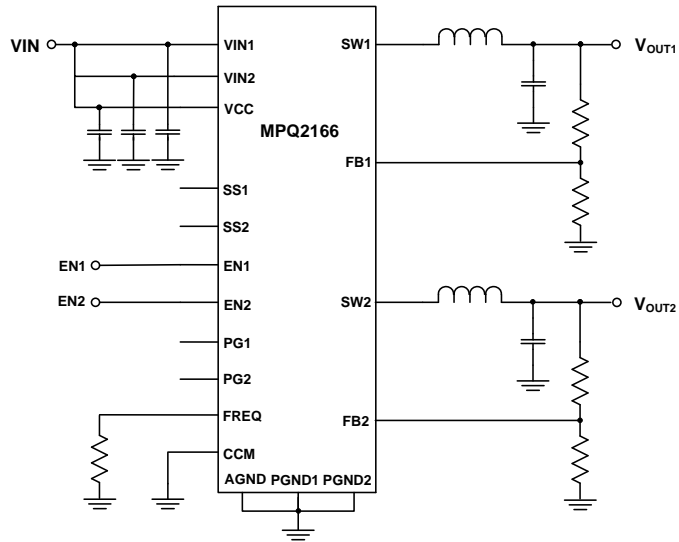 VIN
VIN1
VIN2
VCC
MPQ2166
SW1
VOUT1
FB1
SS1
SS2
EN1
EN1
EN2
EN2
SW2
VOUT2
PG1
PG2
FREQ
FB2
CCM
AGND PGND1 PGND2